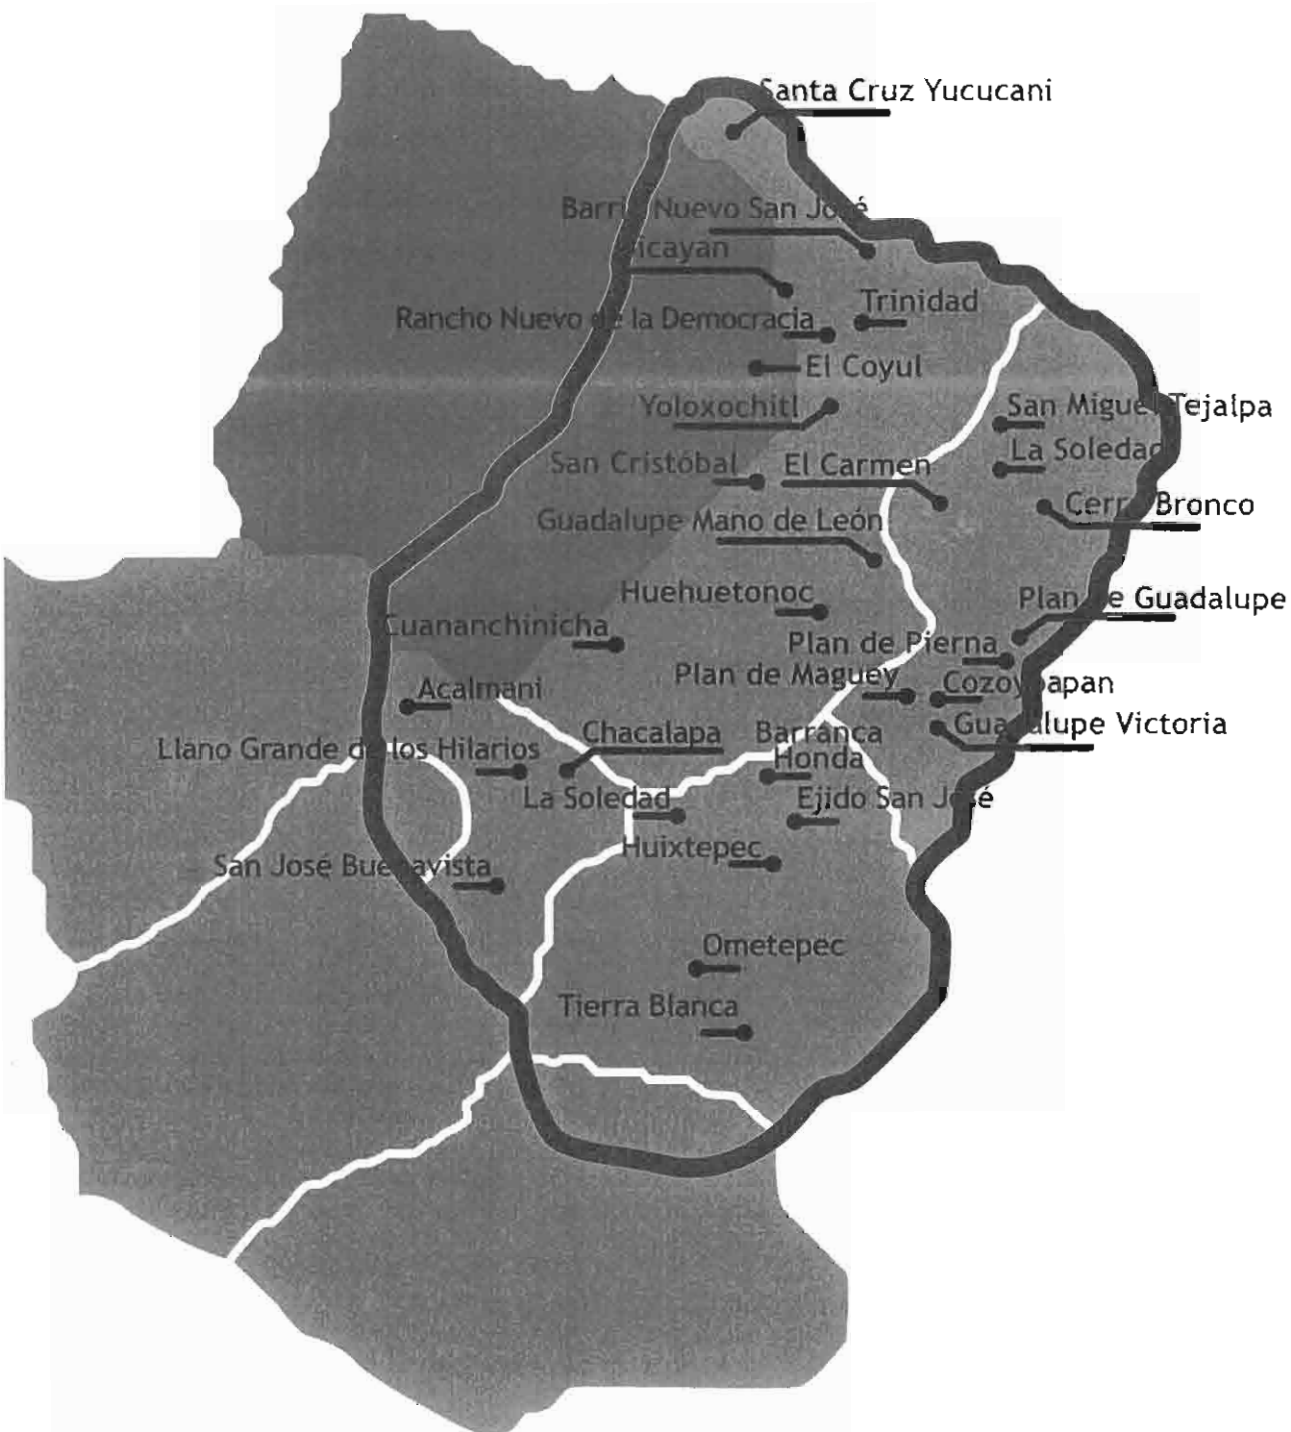 Santa Cruz Yucucani
Barrio Nuevo San José
Jicayan
Trinidad
Rancho Nuevo de la Democracia
El Coyul
Yoloxochitl
San Miguel Tejalpa
La Soledad
San Cristóbal
El Carmen
Cerro Bronco
Guadalupe Mano de León
Huehuetonoc
Plan de Guadalupe
Cuananchinicha
Plan de Pierna
Plan de Maguey
Cozoyoapan
Acalmani
Guadalupe Victoria
Chacalapa
Barranca
Honda
Llano Grande de los Hilarios
La Soledad
Ejido San José
Huixtepec
San José Buenavista
Ometepec
Tierra Blanca